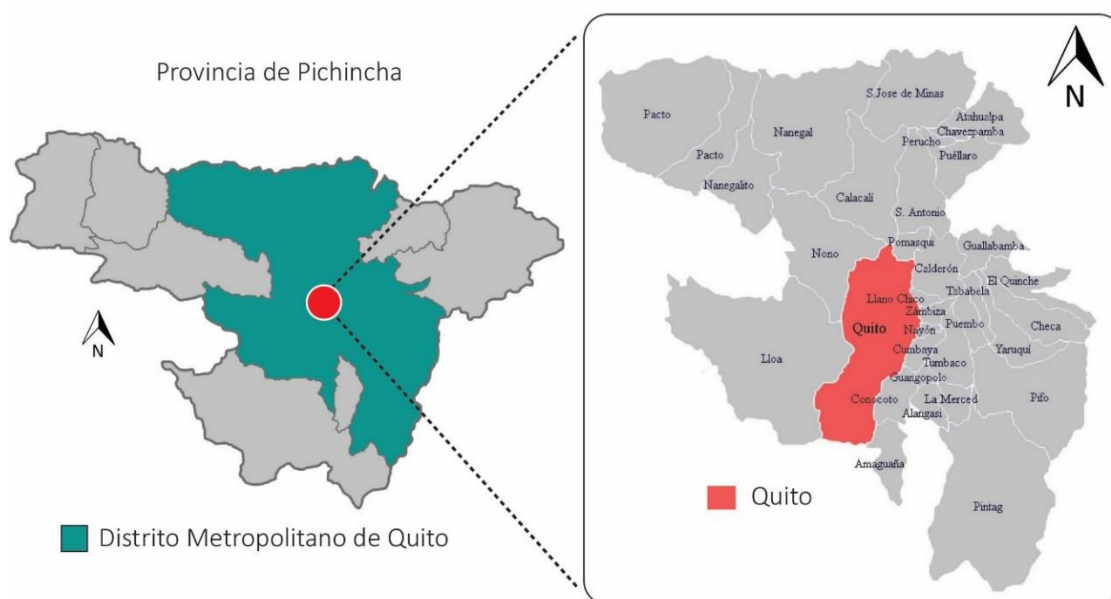 Provincia de Pichincha
N
Distrito Metropolitano de Quito
N
S.Jose de Minas
Pacto
Atahualpa
Chavezpamba
Nanegal
Perucho
Pacto
Puéllaro
Nanegalito
Calacalí
S. Antonio
Pomasqui
Guallabamba
Nono
Calderón
El Quinche
Tababela
Llano Chico
Zámbiza
Checa
Quito
Nayón
Puembo
Lloa
Cumbaya
Yaruquí
Tumbaco
Guangopolo
Conocoto
La Merced
Pifo
Alangasi
Amaguaña
Pintag
Quito